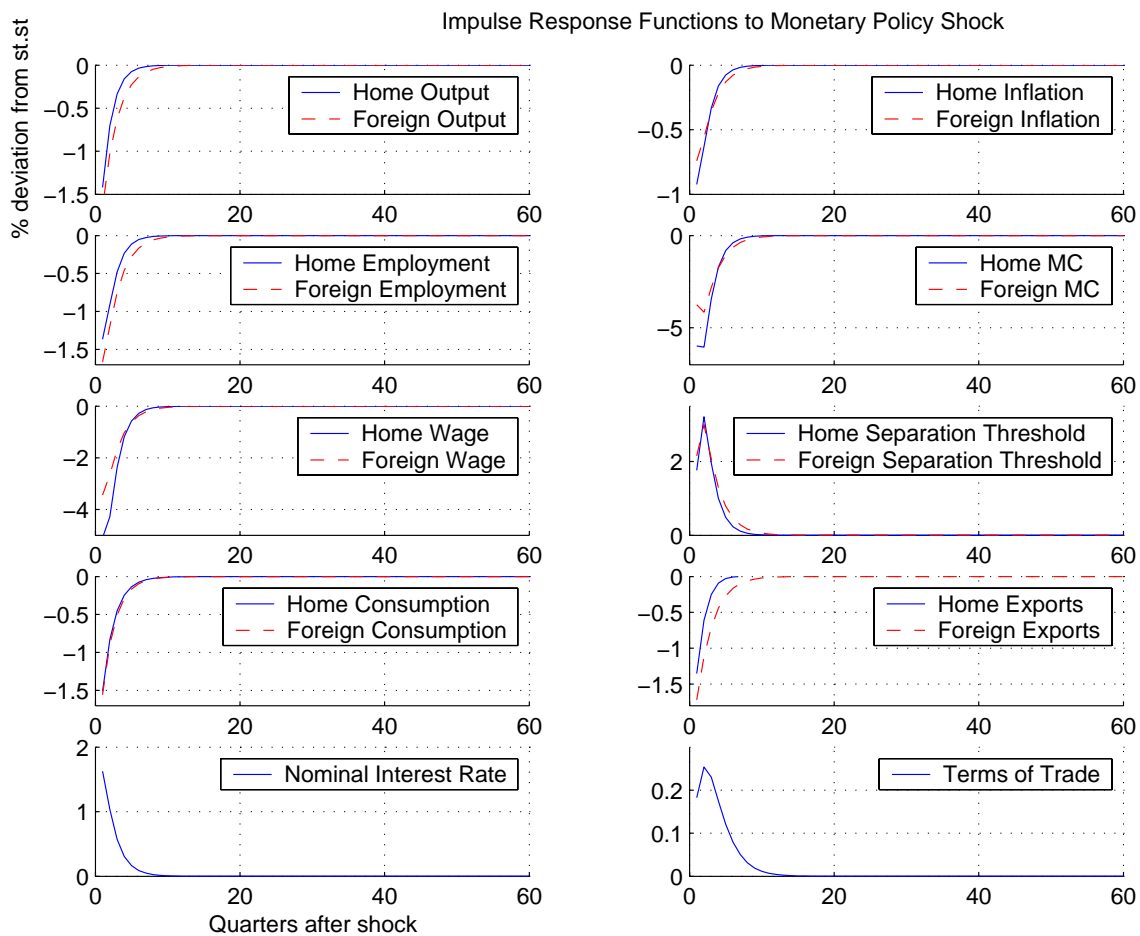 Impulse Response Functions to Monetary Policy Shock
% deviation from st.st
0
−0.5
−1
−1.5
0 20 40 60
Home Output
Foreign Output
0
−0.5
−1
0 20 40 60
Home Inflation
Foreign Inflation
0
−0.5
−1
−1.5
0 20 40 60
Home Employment
Foreign Employment
0
−5
0 20 40 60
Home MC
Foreign MC
0
−2
−4
0 20 40 60
Home Wage
Foreign Wage
2
0
0 20 40 60
Home Separation Threshold
Foreign Separation Threshold
0
−0.5
−1
−1.5
0 20 40 60
Home Consumption
Foreign Consumption
0
−0.5
−1
−1.5
0 20 40 60
Home Exports
Foreign Exports
2
1
0
0 20 40 60
Nominal Interest Rate
Quarters after shock
0.2
0.1
0
0 20 40 60
Terms of Trade